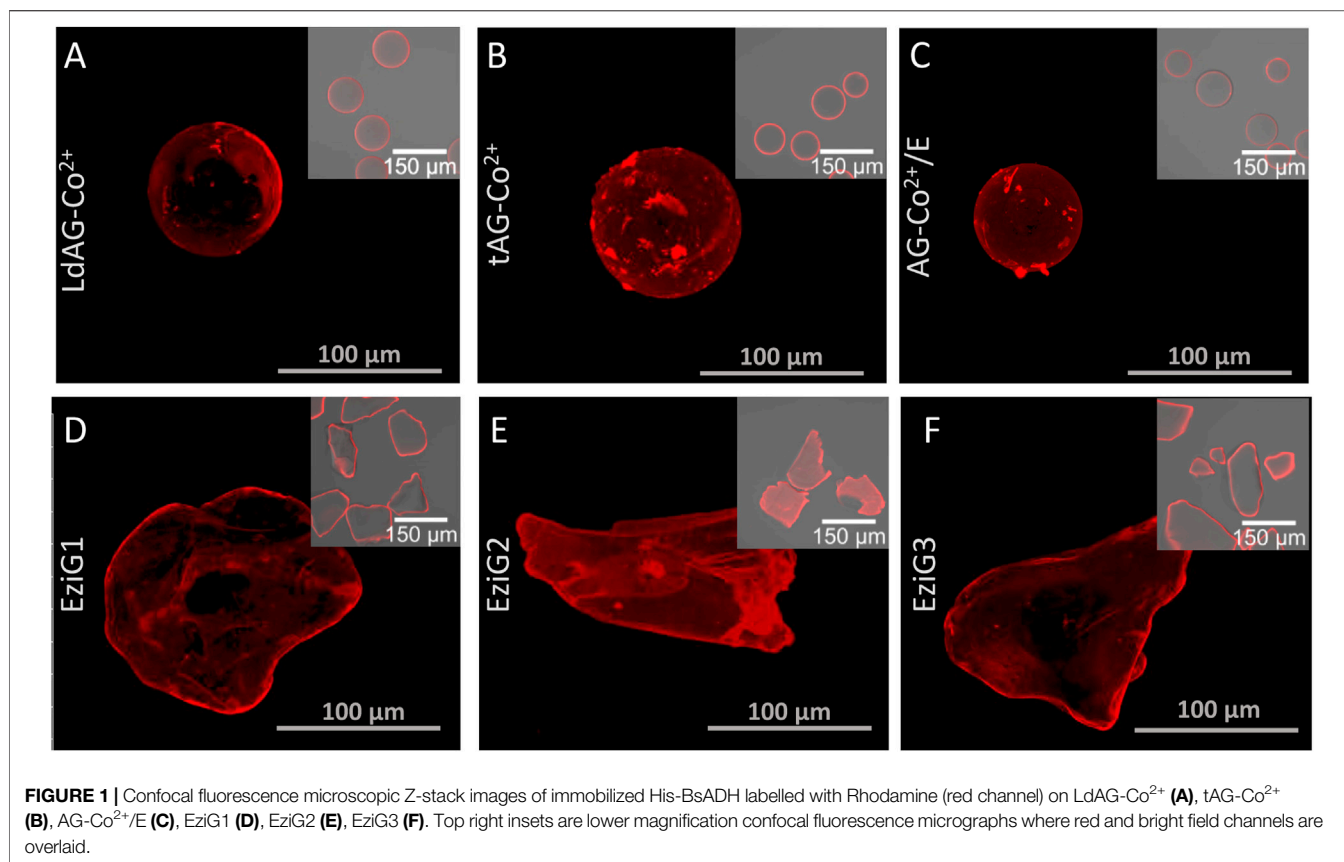 A
LdAG-Co²⁺
150 µm
100 µm
B
tAG-Co²⁺
150 µm
100 µm
C
AG-Co²⁺/E
150 µm
100 µm
D
EziG1
150 µm
100 µm
E
EziG2
150 µm
100 µm
F
EziG3
150 µm
100 µm
FIGURE 1 | Confocal fluorescence microscopic Z-stack images of immobilized His-BsADH labelled with Rhodamine (red channel) on LdAG-Co²⁺ (A), tAG-Co²⁺
(B), AG-Co²⁺/E (C), EziG1 (D), EziG2 (E), EziG3 (F). Top right insets are lower magnification confocal fluorescence micrographs where red and bright field channels are
overlaid.